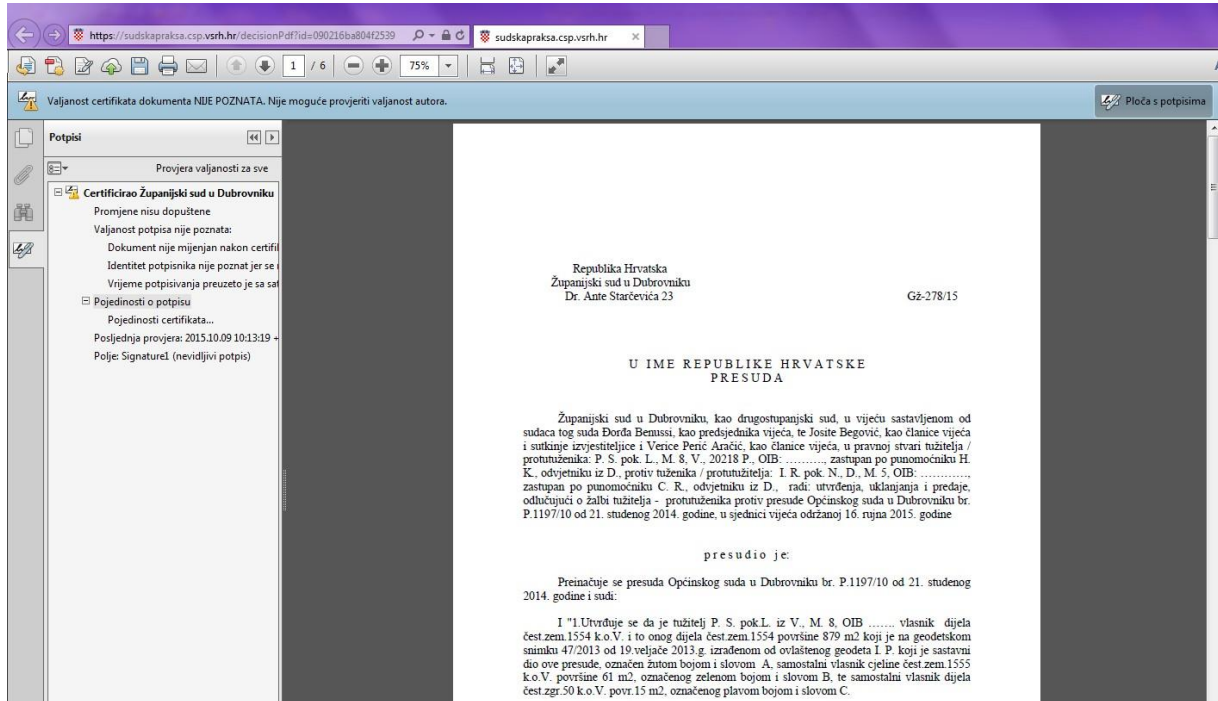 https://sudskapraksa.csp.vsrh.hr/decisionPdf?id=090216ba804f2539
sudskapraksa.csp.vsrh.hr
1 / 6
75%
Valjanost certifikata dokumenta NIJE POZNATA. Nije moguće provjeriti valjanost autora.
Ploča s potpisima
Potpisi
Provjera valjanosti za sve
Certificirao Županijski sud u Dubrovniku
Promjene nisu dopuštene
Valjanost potpisa nije poznata:
Dokument nije mijenjan nakon certifi
Identitet potpisnika nije poznat jer se
Vrijeme potpisivanja preuzeto je sa sat
Pojedinosti o potpisu
Pojedinosti certifikata...
Posljednja provjera: 2015.10.09 10:13:19 +
Polje: Signature1 (nevidljivi potpis)
Republika Hrvatska
Županijski sud u Dubrovniku
Dr. Ante Starčevića 23 Gž-278/15
U IME REPUBLIKE HRVATSKE
PRESUDA
Županijski sud u Dubrovniku, kao drugostupanjski sud, u vijeću sastavljenom od
sudaca tog suda Đorđa Benussi, kao predsjednika vijeća, te Josite Begović, kao članice vijeća
i sutkinje izvjestiteljice i Verice Perić Aračić, kao članice vijeća, u pravnoj stvari tužitelja /
protutuženika: P. S. pok. L., M. 8, V., 20218 P., OIB: ………., zastupan po punomoćniku H.
K., odvjetniku iz D., protiv tuženika / protutužitelja: I. R. pok. N., D., M. 5, OIB: …………,
zastupan po punomoćniku C. R., odvjetniku iz D., radi: utvrđenja, uklanjanja i predaje,
odlučujući o žalbi tužitelja - protutuženika protiv presude Općinskog suda u Dubrovniku br.
P.1197/10 od 21. studenog 2014. godine, u sjednici vijeća održanoj 16. rujna 2015. godine
presudio je:
Preinačuje se presuda Općinskog suda u Dubrovniku br. P.1197/10 od 21. studenog
2014. godine i sudi:
I "1.Utvrđuje se da je tužitelj P. S. pok.L. iz V., M. 8, OIB ……. vlasnik dijela
čest.zem.1554 k.o.V. i to onog dijela čest.zem.1554 površine 879 m2 koji je na geodetskom
snimku 47/2013 od 19.veljače 2013.g. izrađenom od ovlaštenog geodeta I. P. koji je sastavni
dio ove presude, označen žutom bojom i slovom A, samostalni vlasnik cjeline čest.zem.1555
k.o.V. površine 61 m2, označenog zelenom bojom i slovom B, te samostalni vlasnik dijela
čest.zgr.50 k.o.V. povr.15 m2, označenog plavom bojom i slovom C.